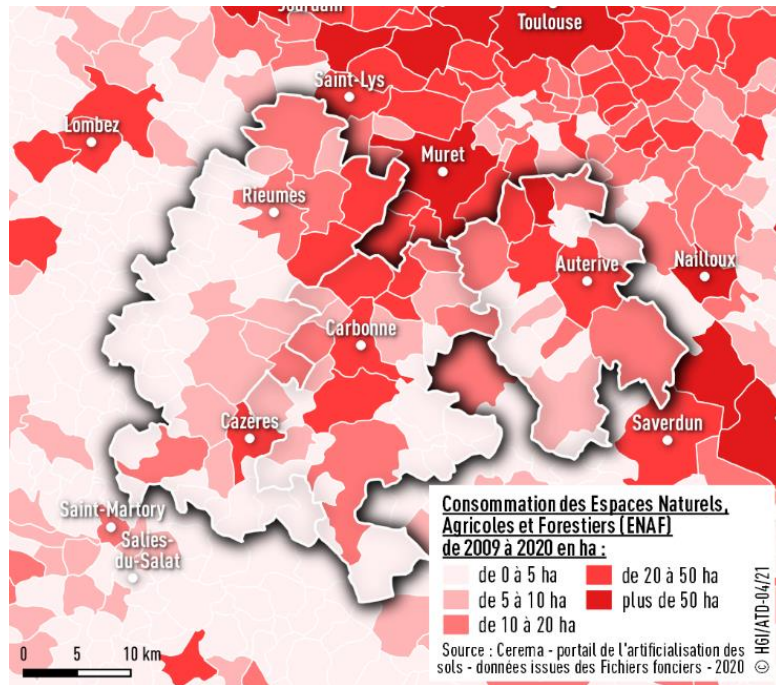 Toulouse
Saint-Lys
Lombez
Muret
Rieumes
Auterive
Nailloux
Carbonne
Cazères
Saverdun
Saint-Martory
Salies-
du-Salat
Consommation des Espaces Naturels,
Agricoles et Forestiers (ENAF)
de 2009 à 2020 en ha :
de 0 à 5 ha
de 20 à 50 ha
de 5 à 10 ha
plus de 50 ha
de 10 à 20 ha
Source : Cerema - portail de l'artificialisation des
sols - données issues des Fichiers fonciers - 2020
© HGI/ATD-04/21
0 5 10 km